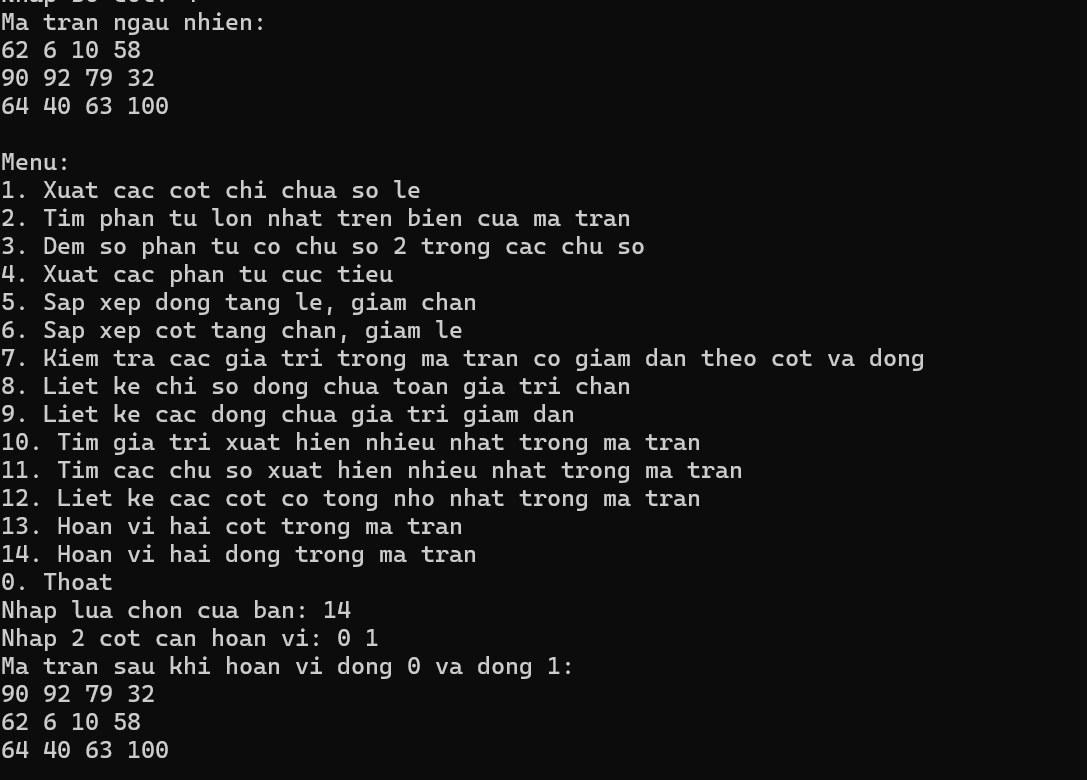 Nhap so cot: 4
Ma tran ngau nhien:
62 6 10 58
90 92 79 32
64 40 63 100
Menu:
1. Xuat cac cot chi chua so le
2. Tim phan tu lon nhat tren bien cua ma tran
3. Dem so phan tu co chu so 2 trong cac chu so
4. Xuat cac phan tu cuc tieu
5. Sap xep dong tang le, giam chan
6. Sap xep cot tang chan, giam le
7. Kiem tra cac gia tri trong ma tran co giam dan theo cot va dong
8. Liet ke chi so dong chua toan gia tri chan
9. Liet ke cac dong chua gia tri giam dan
10. Tim gia tri xuat hien nhieu nhat trong ma tran
11. Tim cac chu so xuat hien nhieu nhat trong ma tran
12. Liet ke cac cot co tong nho nhat trong ma tran
13. Hoan vi hai cot trong ma tran
14. Hoan vi hai dong trong ma tran
0. Thoat
Nhap lua chon cua ban: 14
Nhap 2 cot can hoan vi: 0 1
Ma tran sau khi hoan vi dong 0 va dong 1:
90 92 79 32
62 6 10 58
64 40 63 100